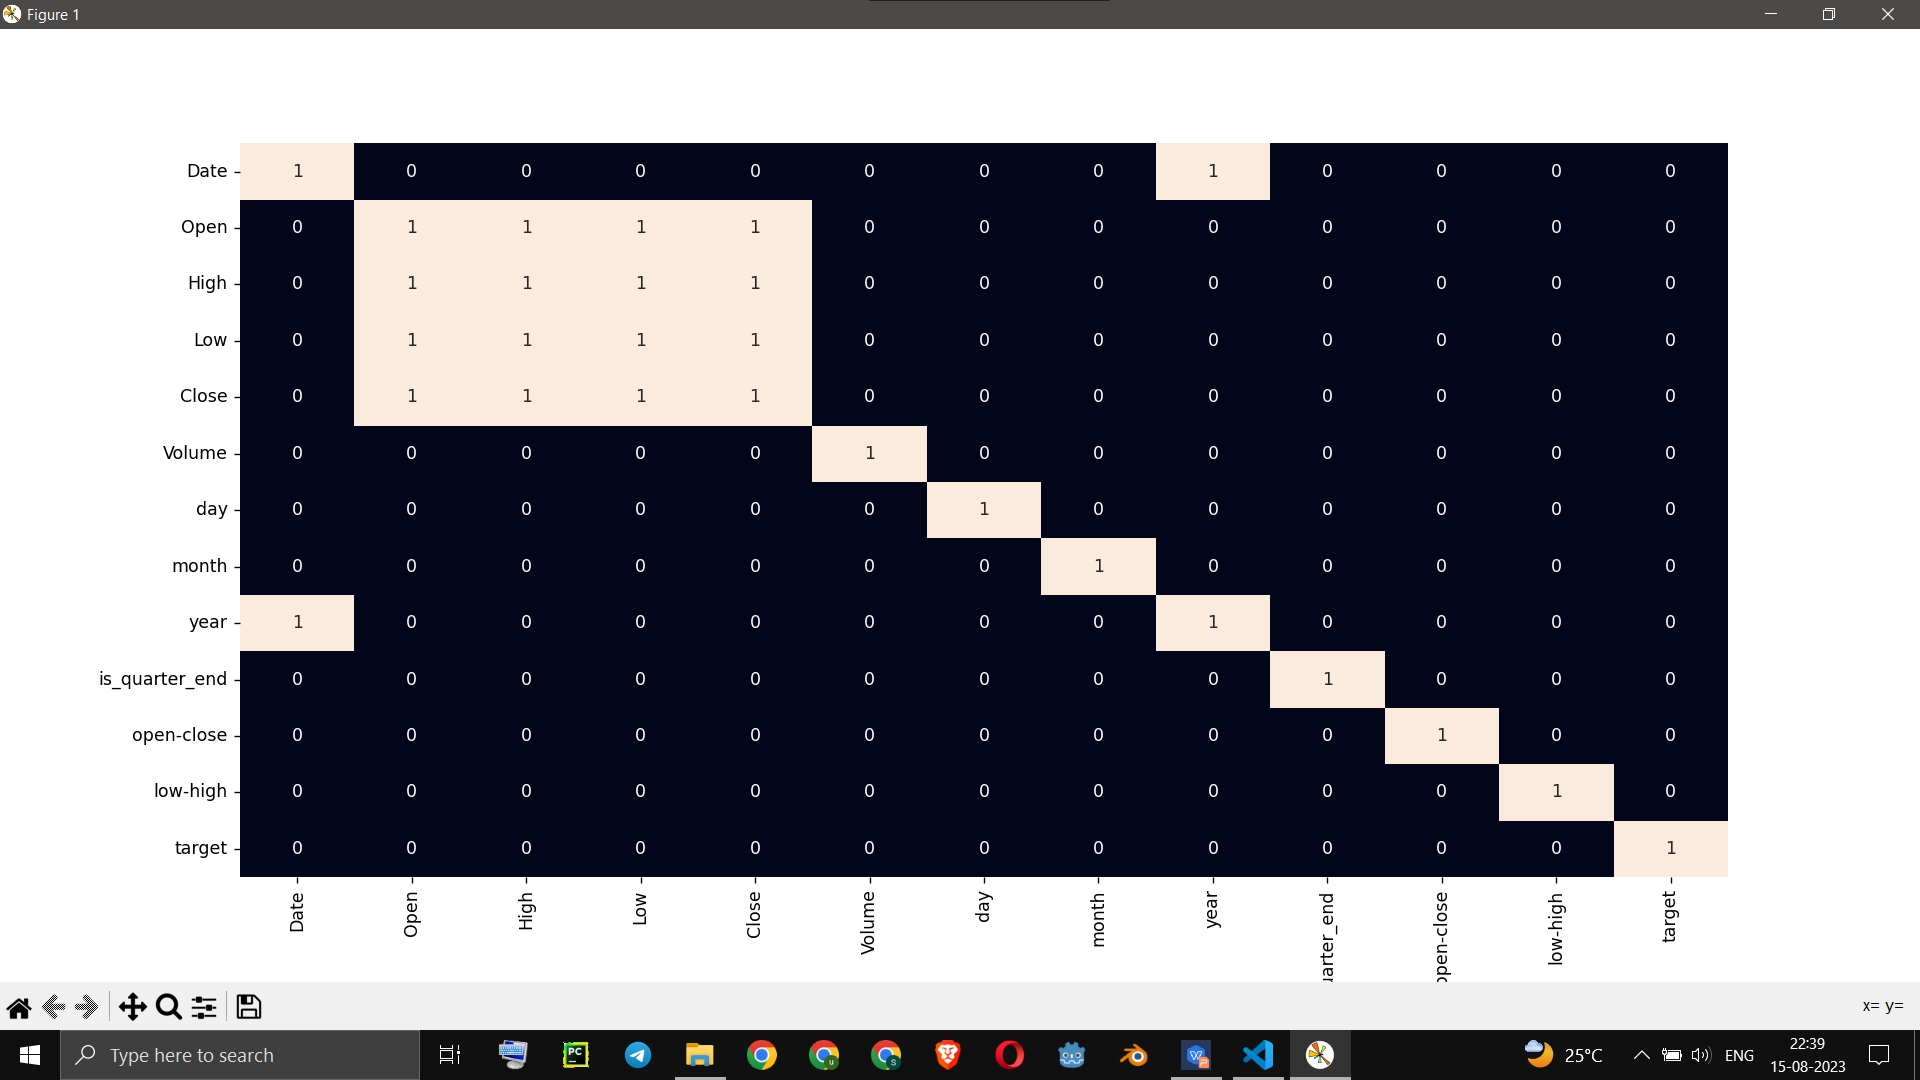 Figure 1
Date 1 0 0 0 0 0 0 0 1 0 0 0 0
Open 0 1 1 1 1 0 0 0 0 0 0 0 0
High 0 1 1 1 1 0 0 0 0 0 0 0 0
Low 0 1 1 1 1 0 0 0 0 0 0 0 0
Close 0 1 1 1 1 0 0 0 0 0 0 0 0
Volume 0 0 0 0 0 1 0 0 0 0 0 0 0
day 0 0 0 0 0 0 1 0 0 0 0 0 0
month 0 0 0 0 0 0 0 1 0 0 0 0 0
year 1 0 0 0 0 0 0 0 1 0 0 0 0
is_quarter_end 0 0 0 0 0 0 0 0 0 1 0 0 0
open-close 0 0 0 0 0 0 0 0 0 0 1 0 0
low-high 0 0 0 0 0 0 0 0 0 0 0 1 0
target 0 0 0 0 0 0 0 0 0 0 0 0 1
Date Open High Low Close Volume day month year uarter_end open-close low-high target
x= y=
Type here to search
PC
25°C
ENG
22:39
15-08-2023